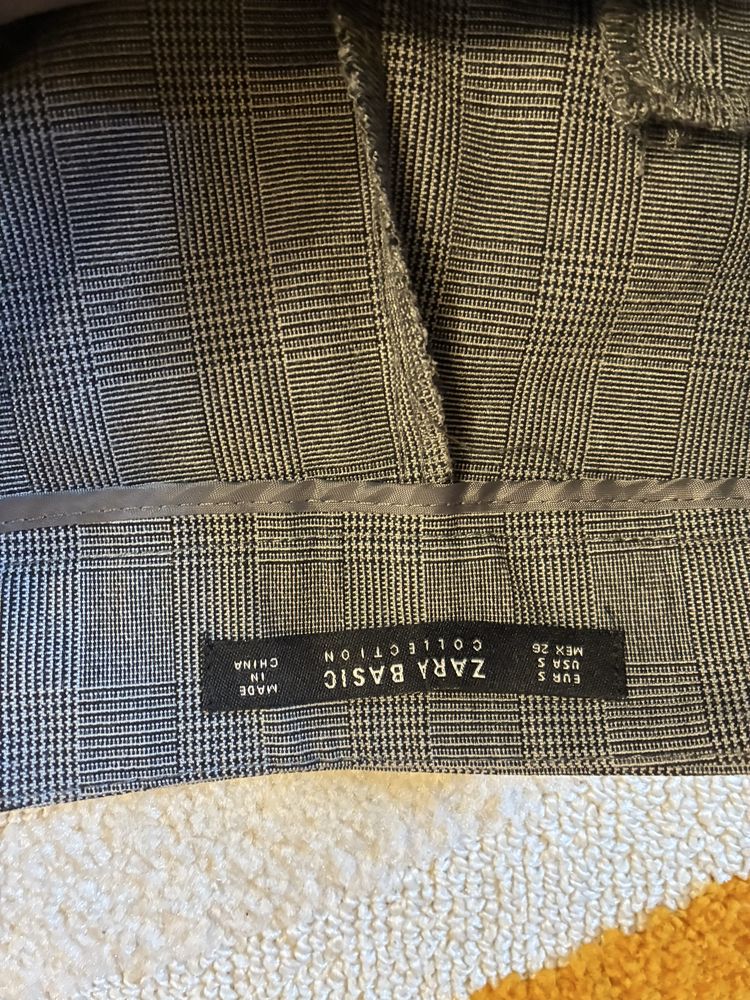 EUR S
USA S
MEX 26
ZARA BASIC
COLLECTION
MADE
IN
CHINA